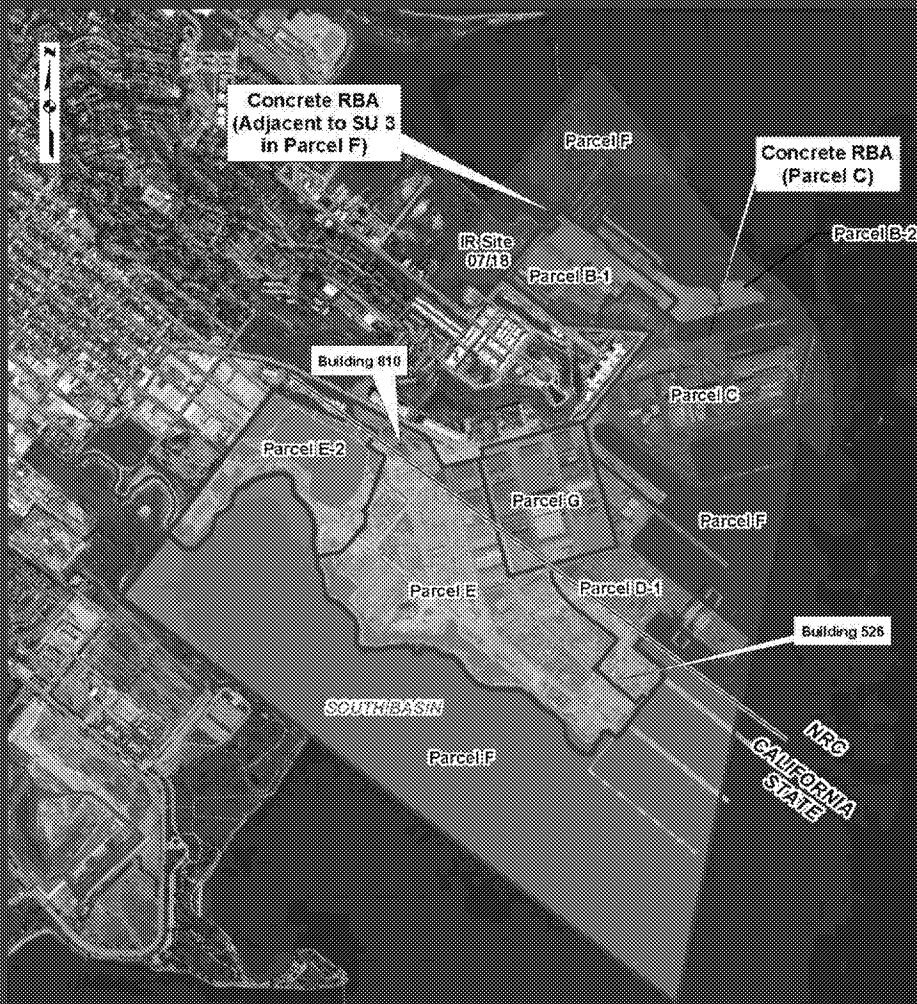 N
Concrete RBA
(Adjacent to SU 3
in Parcel F)
Parcel F
Concrete RBA
(Parcel C)
Parcel B-2
IR Site
07/18
Parcel B-1
Building 810
Parcel C
Parcel E-2
Parcel G
Parcel F
Parcel E
Parcel D-1
Building 526
SOUTH BASIN
NRC
CALIFORNIA
STATE
Parcel F